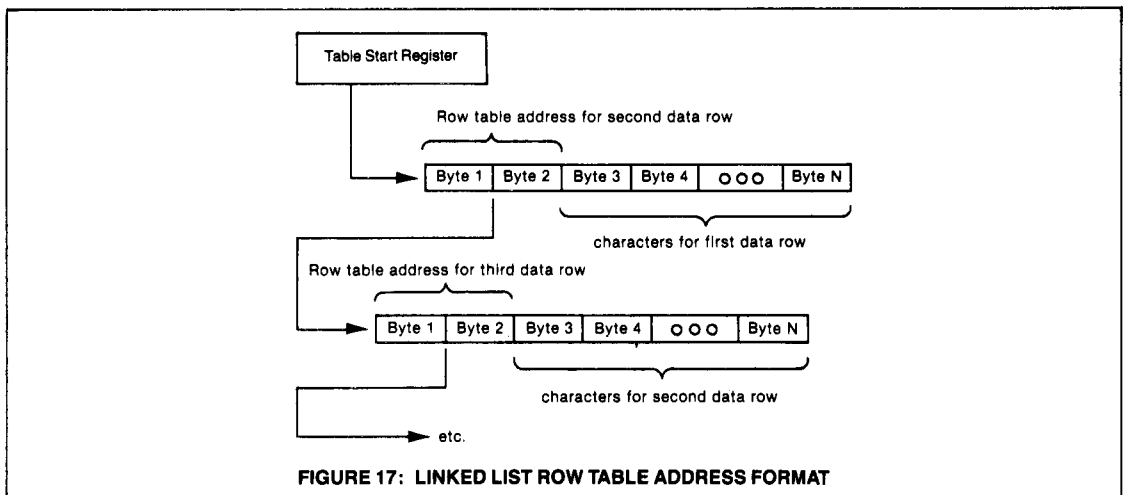 Table Start Register
Row table address for second data row
Byte 1 Byte 2 Byte 3 Byte 4 ○○○ Byte N
characters for first data row
Row table address for third data row
Byte 1 Byte 2 Byte 3 Byte 4 ○○○ Byte N
characters for second data row
etc.
FIGURE 17: LINKED LIST ROW TABLE ADDRESS FORMAT